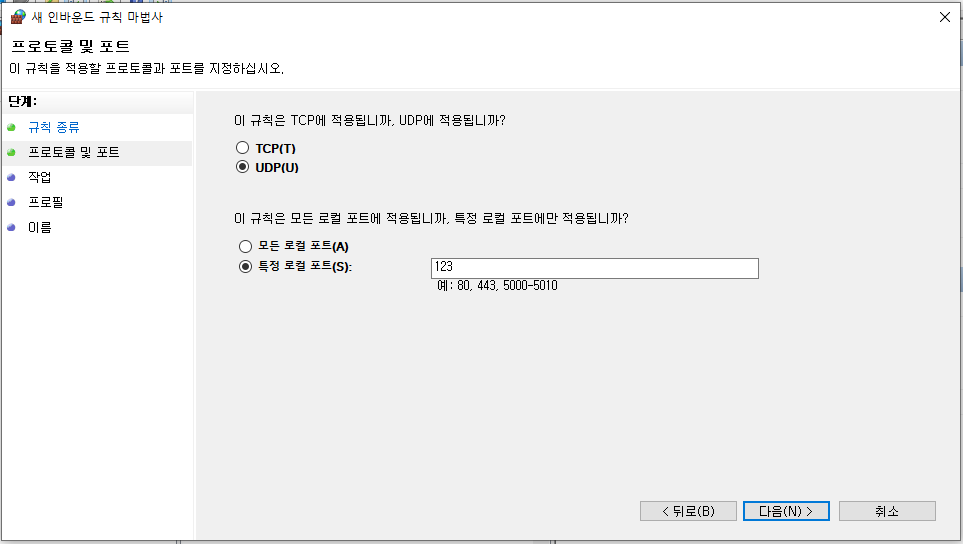 새 인바운드 규칙 마법사
프로토콜 및 포트
이 규칙을 적용할 프로토콜과 포트를 지정하십시오.
단계:
규칙 종류
프로토콜 및 포트
작업
프로필
이름
이 규칙은 TCP에 적용됩니까, UDP에 적용됩니까?
TCP(T)
UDP(U)
이 규칙은 모든 로컬 포트에 적용됩니까, 특정 로컬 포트에만 적용됩니까?
모든 로컬 포트(A)
특정 로컬 포트(S): 123
예: 80, 443, 5000-5010
< 뒤로(B) 다음(N) > 취소